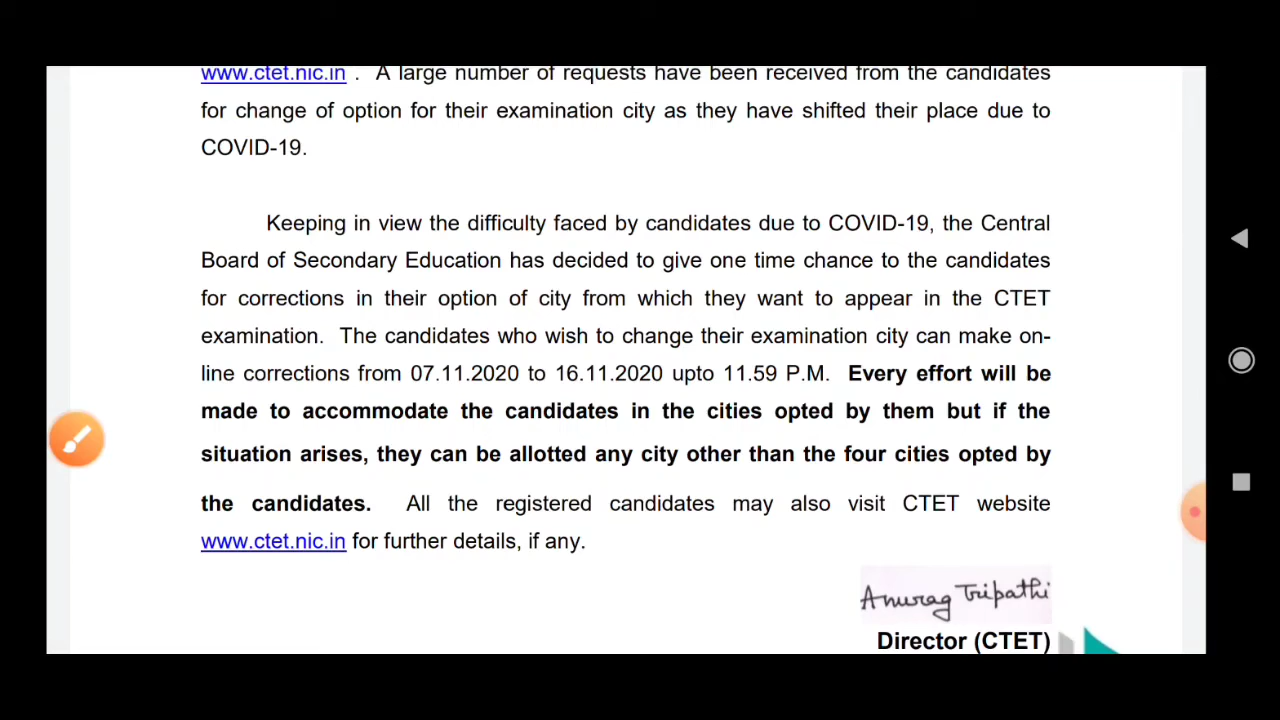 www.ctet.nic.in . A large number of requests have been received from the candidates
for change of option for their examination city as they have shifted their place due to
COVID-19.
Keeping in view the difficulty faced by candidates due to COVID-19, the Central
Board of Secondary Education has decided to give one time chance to the candidates
for corrections in their option of city from which they want to appear in the CTET
examination. The candidates who wish to change their examination city can make on-
line corrections from 07.11.2020 to 16.11.2020 upto 11.59 P.M. Every effort will be
made to accommodate the candidates in the cities opted by them but if the
situation arises, they can be allotted any city other than the four cities opted by
the candidates. All the registered candidates may also visit CTET website
www.ctet.nic.in for further details, if any.
Anurag Tripathi
Director (CTET)